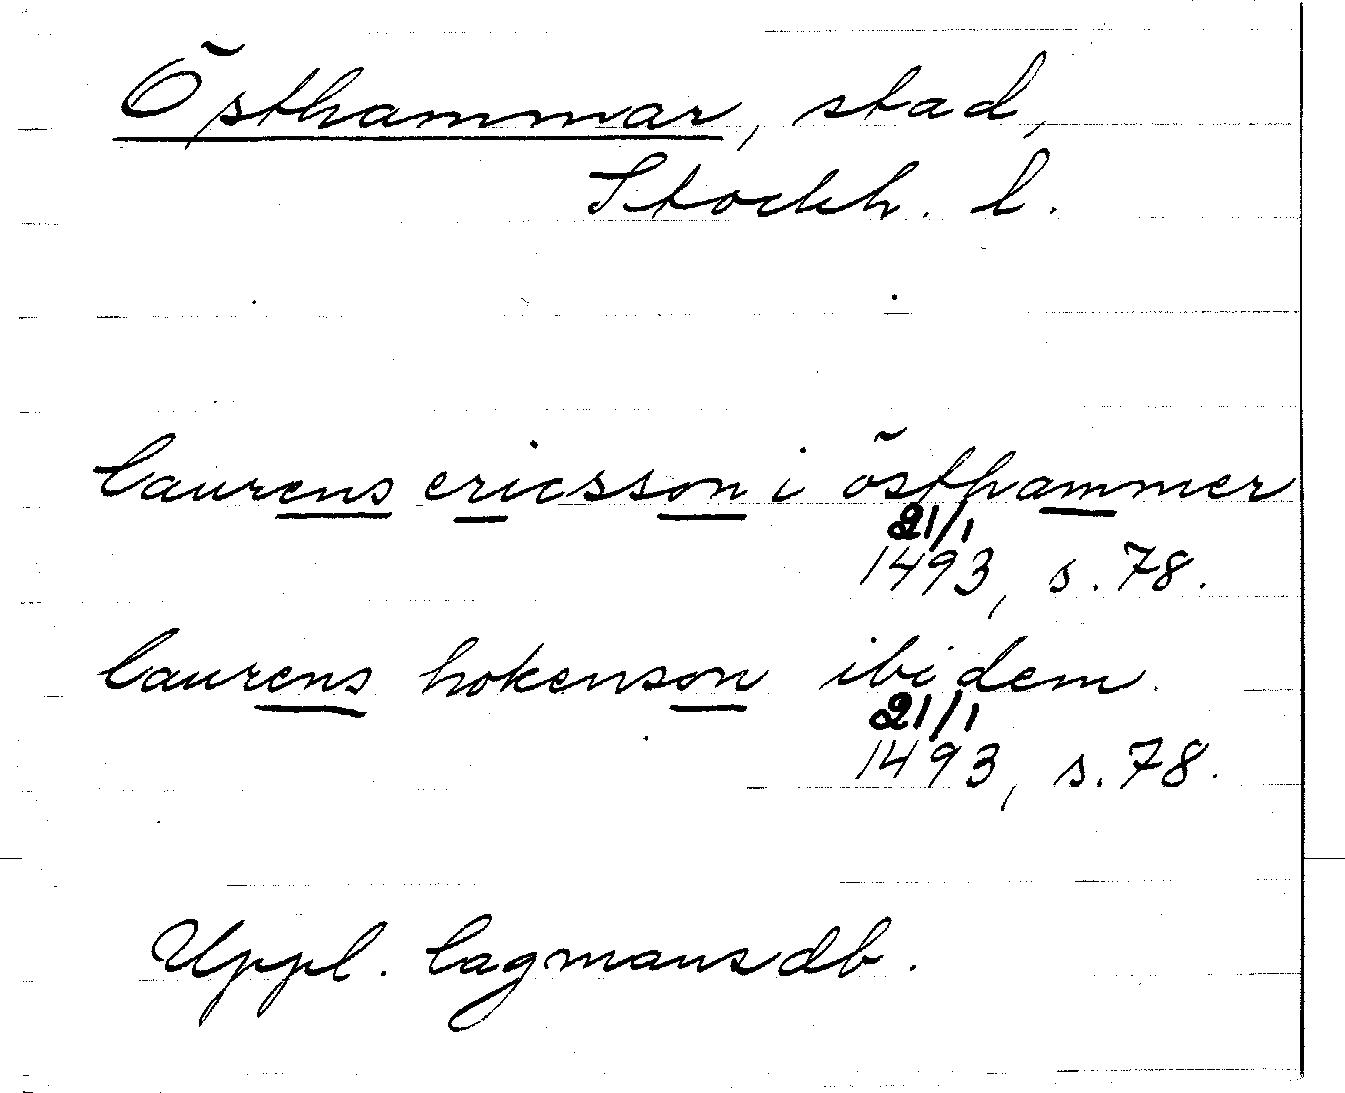 Östhammar, stad,
Stockh. l.
laurens ericsson i östhammer
21/1
1493, s. 78.
laurens hokenson ibidem
21/1
1493, s. 78.
Uppl. lagmansdb.